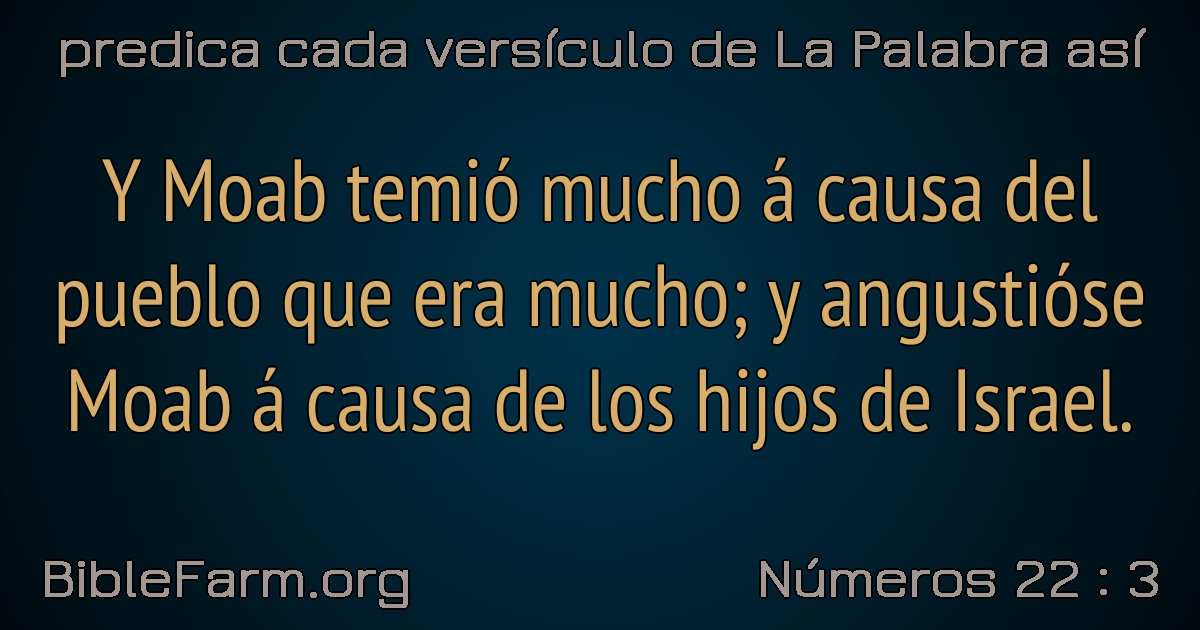 predica cada versículo de La Palabra así
Y Moab temió mucho á causa del
pueblo que era mucho; y angustióse
Moab á causa de los hijos de Israel.
BibleFarm.org
Números 22 : 3